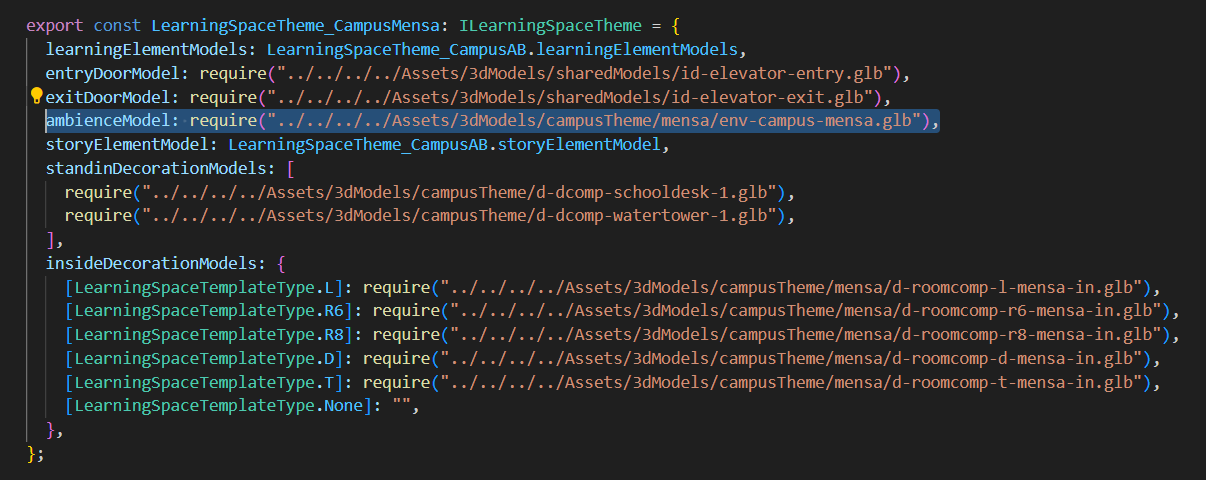 export const LearningSpaceTheme_CampusMensa: ILearningSpaceTheme = {
learningElementModels: LearningSpaceTheme_CampusAB.learningElementModels,
entryDoorModel: require("../../../../Assets/3dModels/sharedModels/id-elevator-entry.glb"),
exitDoorModel: require("../../../../Assets/3dModels/sharedModels/id-elevator-exit.glb"),
ambienceModel: require("../../../../Assets/3dModels/campusTheme/mensa/env-campus-mensa.glb"),
storyElementModel: LearningSpaceTheme_CampusAB.storyElementModel,
standinDecorationModels: [
require("../../../../Assets/3dModels/campusTheme/d-dcomp-schooldesk-1.glb"),
require("../../../../Assets/3dModels/campusTheme/d-dcomp-watertower-1.glb"),
],
insideDecorationModels: {
[LearningSpaceTemplateType.L]: require("../../../../Assets/3dModels/campusTheme/mensa/d-roomcomp-l-mensa-in.glb"),
[LearningSpaceTemplateType.R6]: require("../../../../Assets/3dModels/campusTheme/mensa/d-roomcomp-r6-mensa-in.glb"),
[LearningSpaceTemplateType.R8]: require("../../../../Assets/3dModels/campusTheme/mensa/d-roomcomp-r8-mensa-in.glb"),
[LearningSpaceTemplateType.D]: require("../../../../Assets/3dModels/campusTheme/mensa/d-roomcomp-d-mensa-in.glb"),
[LearningSpaceTemplateType.T]: require("../../../../Assets/3dModels/campusTheme/mensa/d-roomcomp-t-mensa-in.glb"),
[LearningSpaceTemplateType.None]: "",
},
};